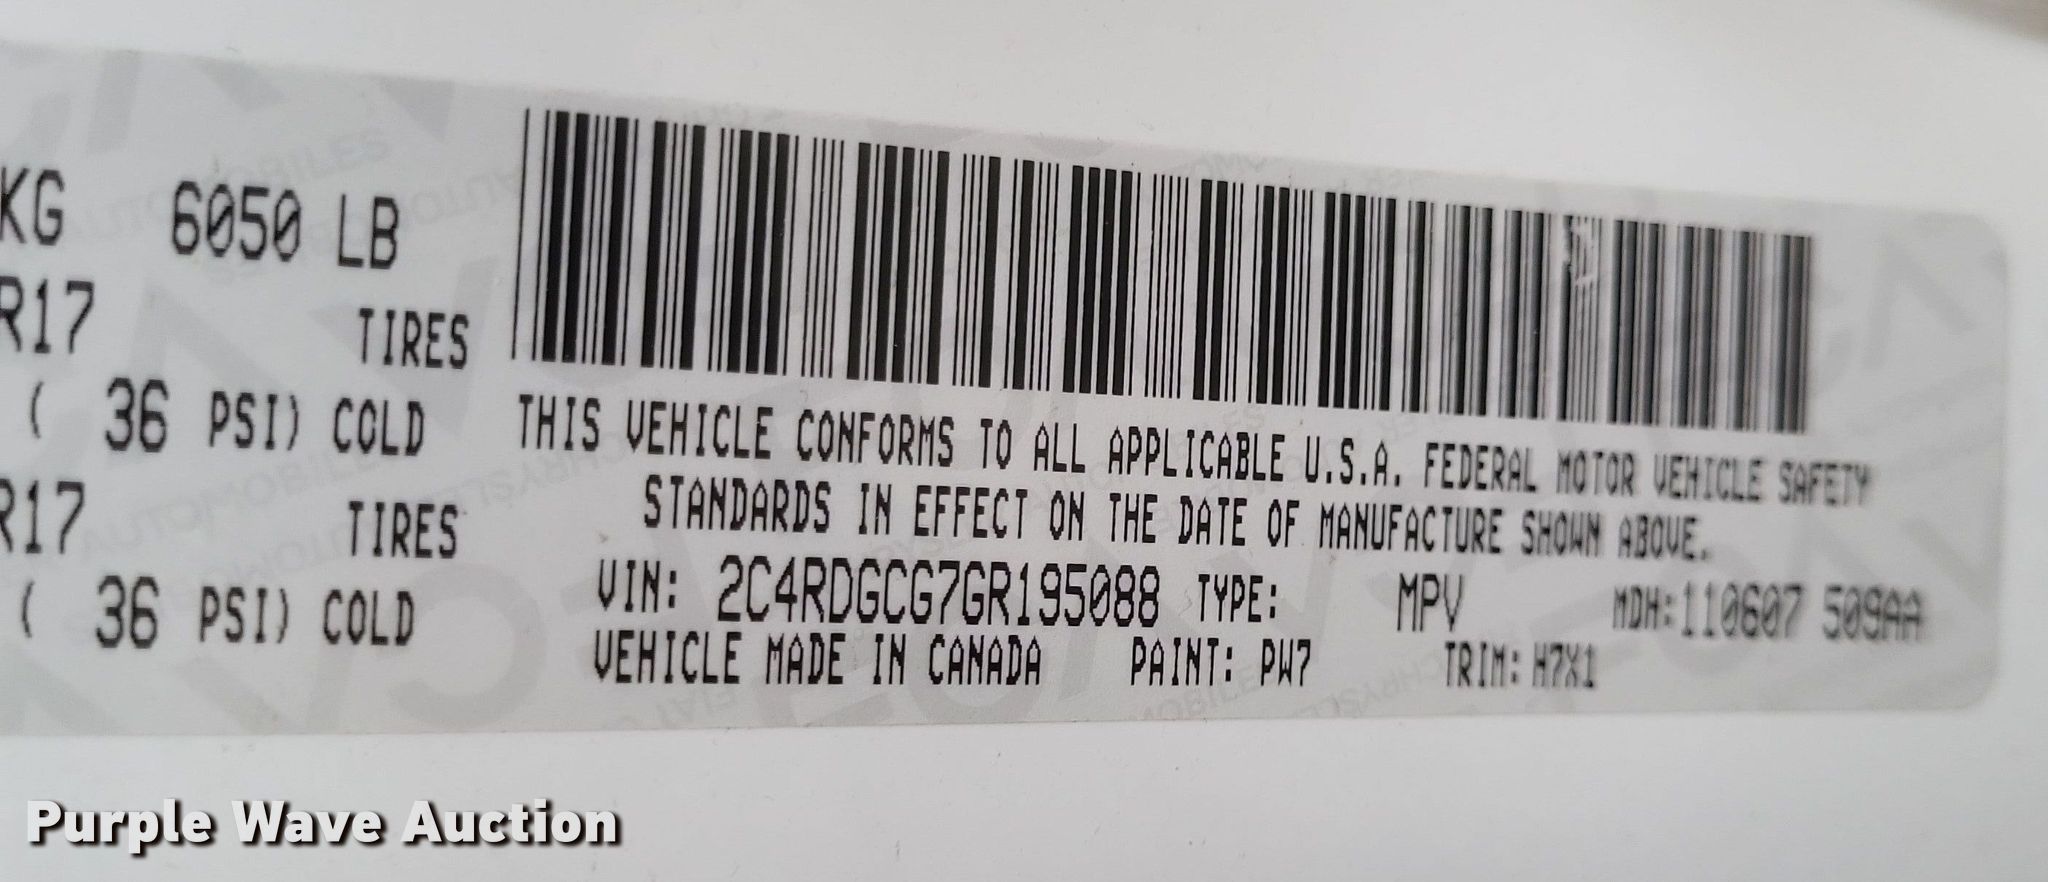 KG 6050 LB
R17 TIRES
( 36 PSI) COLD
R17 TIRES
( 36 PSI) COLD
THIS VEHICLE CONFORMS TO ALL APPLICABLE U.S.A. FEDERAL MOTOR VEHICLE SAFETY
STANDARDS IN EFFECT ON THE DATE OF MANUFACTURE SHOWN ABOVE.
VIN: 2C4RDGCG7GR195088 TYPE: MPV MDH:110607 509AA
VEHICLE MADE IN CANADA PAINT: PW7 TRIM: H7X1
Purple Wave Auction